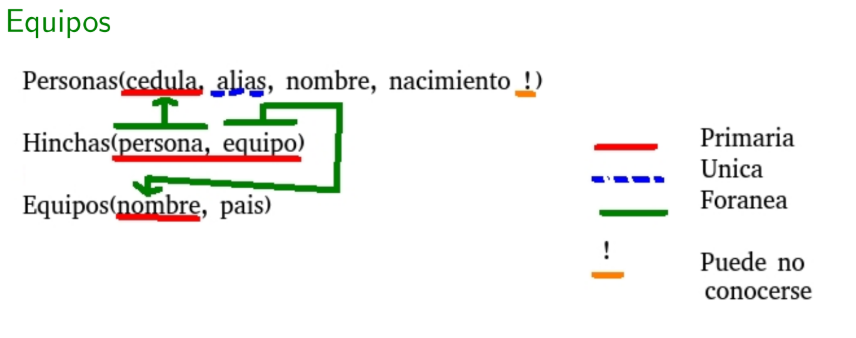 Equipos
Personas(cedula, alias, nombre, nacimiento !)
Hinchas(persona, equipo)
Equipos(nombre, pais)
Primaria
Unica
Foranea
!
Puede no
conocerse